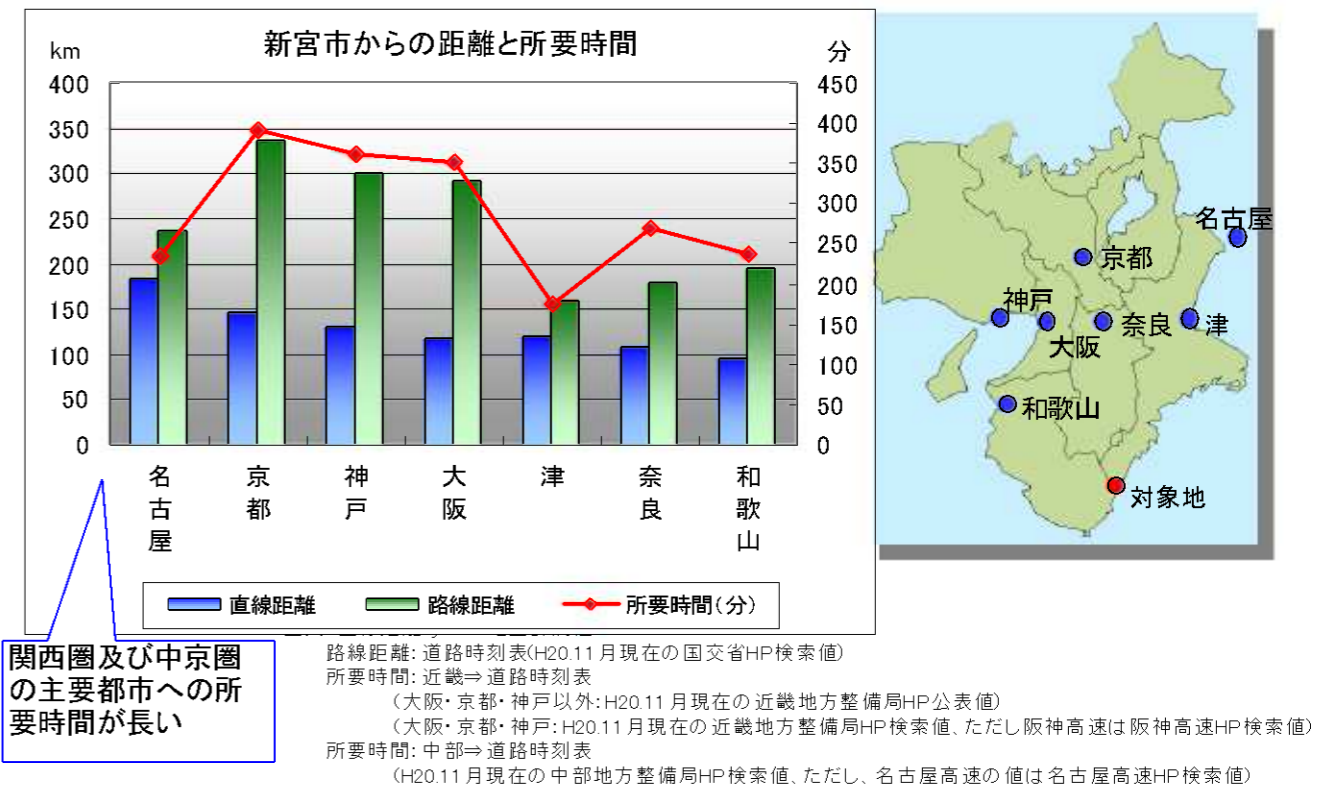 新宮市からの距離と所要時間
km
分
400
350
300
250
200
150
100
50
0
450
400
350
300
250
200
150
100
50
0
名古屋
京都
神戸
大阪
津
奈良
和歌山
直線距離
路線距離
所要時間(分)
名古屋
京都
神戸
大阪
奈良
津
和歌山
対象地
関西圏及び中京圏
の主要都市への所
要時間が長い
路線距離:道路時刻表(H20.11月現在の国交省HP検索値)
所要時間:近畿⇒道路時刻表
(大阪・京都・神戸以外:H20.11月現在の近畿地方整備局HP公表値)
(大阪・京都・神戸:H20.11月現在の近畿地方整備局HP検索値、ただし阪神高速は阪神高速HP検索値)
所要時間:中部⇒道路時刻表
(H20.11月現在の中部地方整備局HP検索値、ただし、名古屋高速の値は名古屋高速HP検索値)